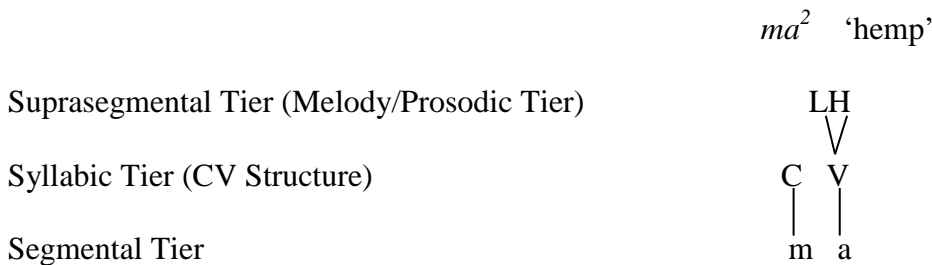 ma² ‘hemp’
Suprasegmental Tier (Melody/Prosodic Tier) LH
Syllabic Tier (CV Structure) C V
Segmental Tier m a